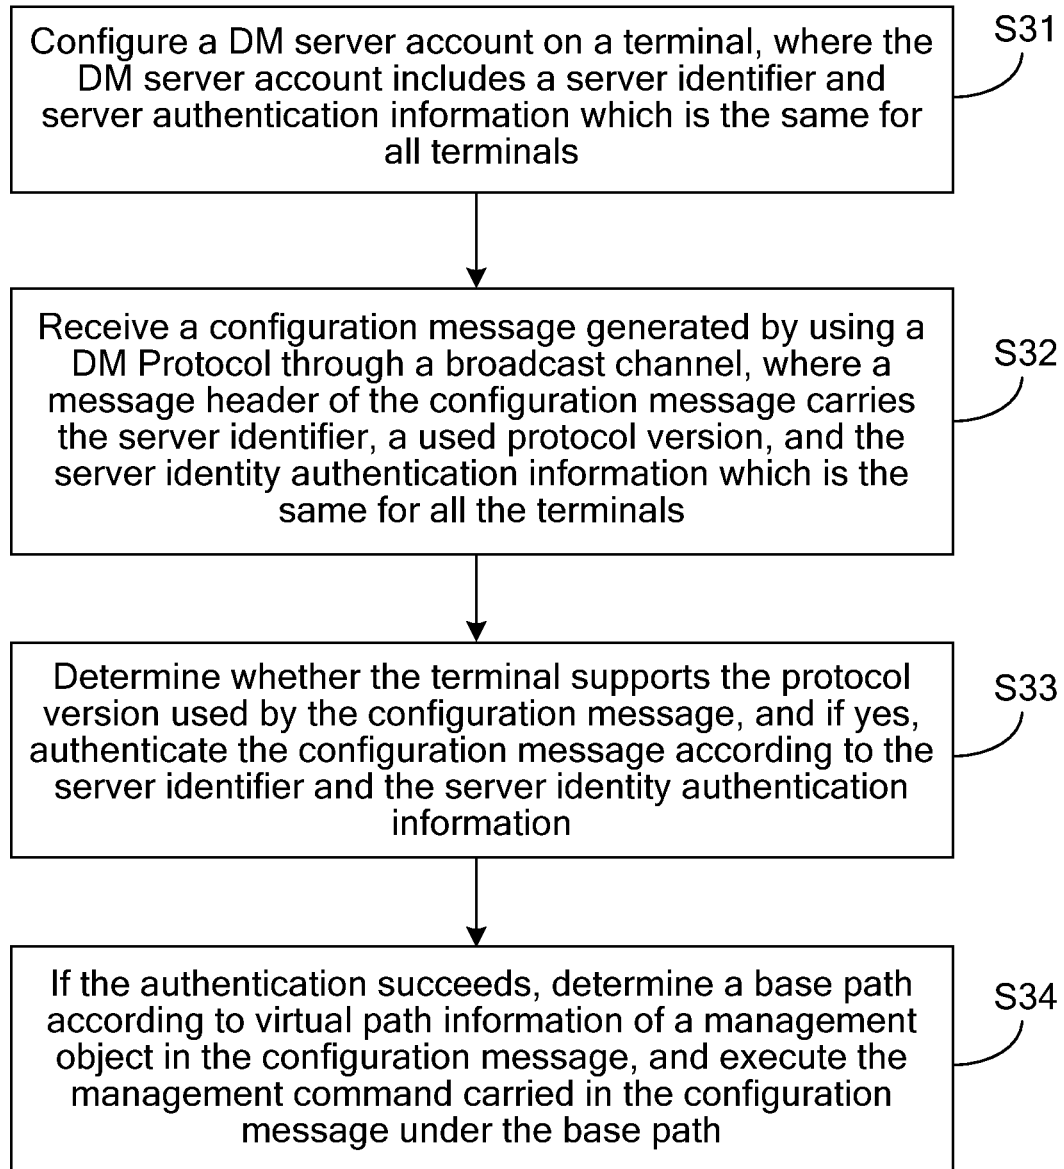 Configure a DM server account on a terminal, where the
DM server account includes a server identifier and
server authentication information which is the same for
all terminals
S31
Receive a configuration message generated by using a
DM Protocol through a broadcast channel, where a
message header of the configuration message carries
the server identifier, a used protocol version, and the
server identity authentication information which is the
same for all the terminals
S32
Determine whether the terminal supports the protocol
version used by the configuration message, and if yes,
authenticate the configuration message according to the
server identifier and the server identity authentication
information
S33
If the authentication succeeds, determine a base path
according to virtual path information of a management
object in the configuration message, and execute the
management command carried in the configuration
message under the base path
S34